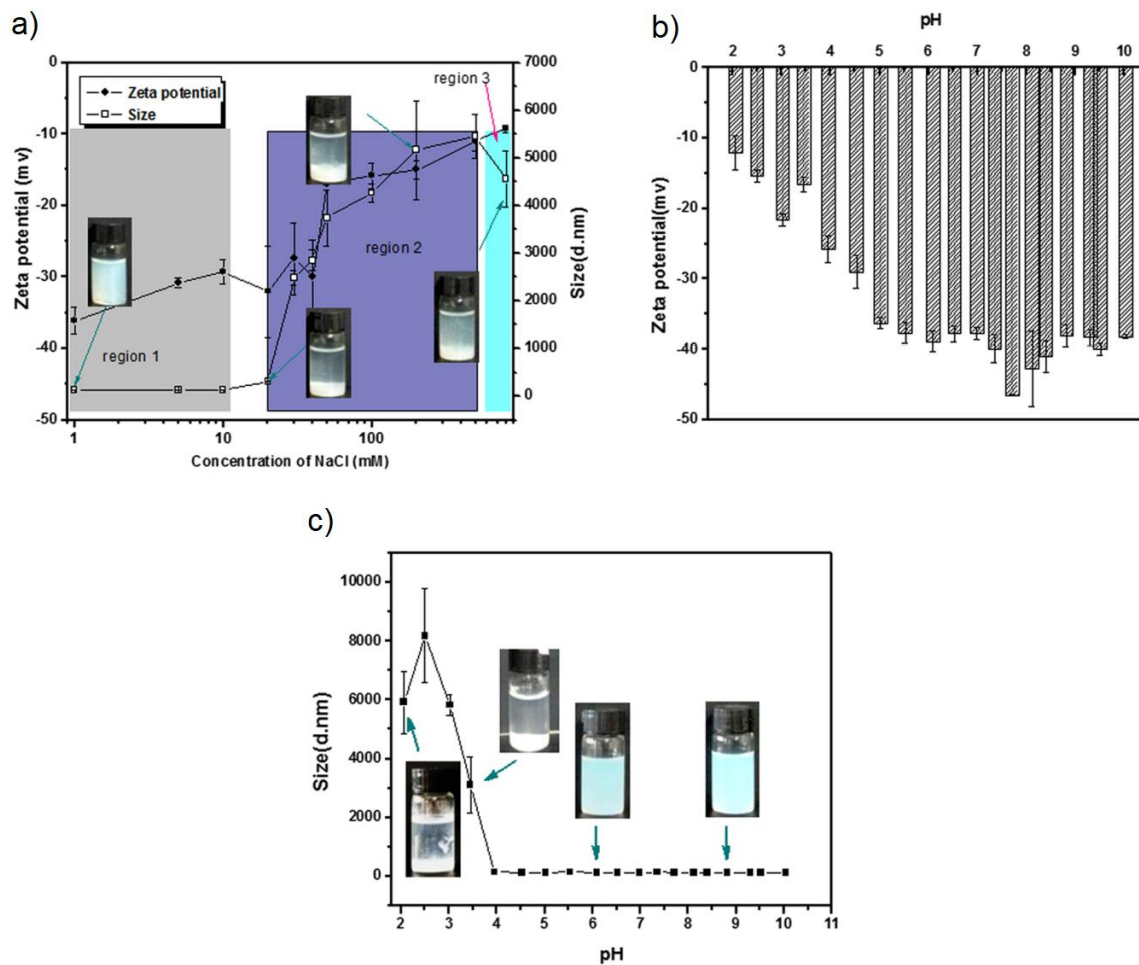 a)
Zeta potential (m v)
0
-10
-20
-30
-40
-50
Zeta potential
Size
region 1
region 2
region 3
7000
6000
5000
4000
3000
2000
1000
0
Size(d.nm)
1 10 100
Concentration of NaCl (mM)
b)
pH
2 3 4 5 6 7 8 9 10
Zeta potential(mv)
0
-10
-20
-30
-40
-50
c)
Size(d.nm)
10000
8000
6000
4000
2000
0
2 3 4 5 6 7 8 9 10 11
pH